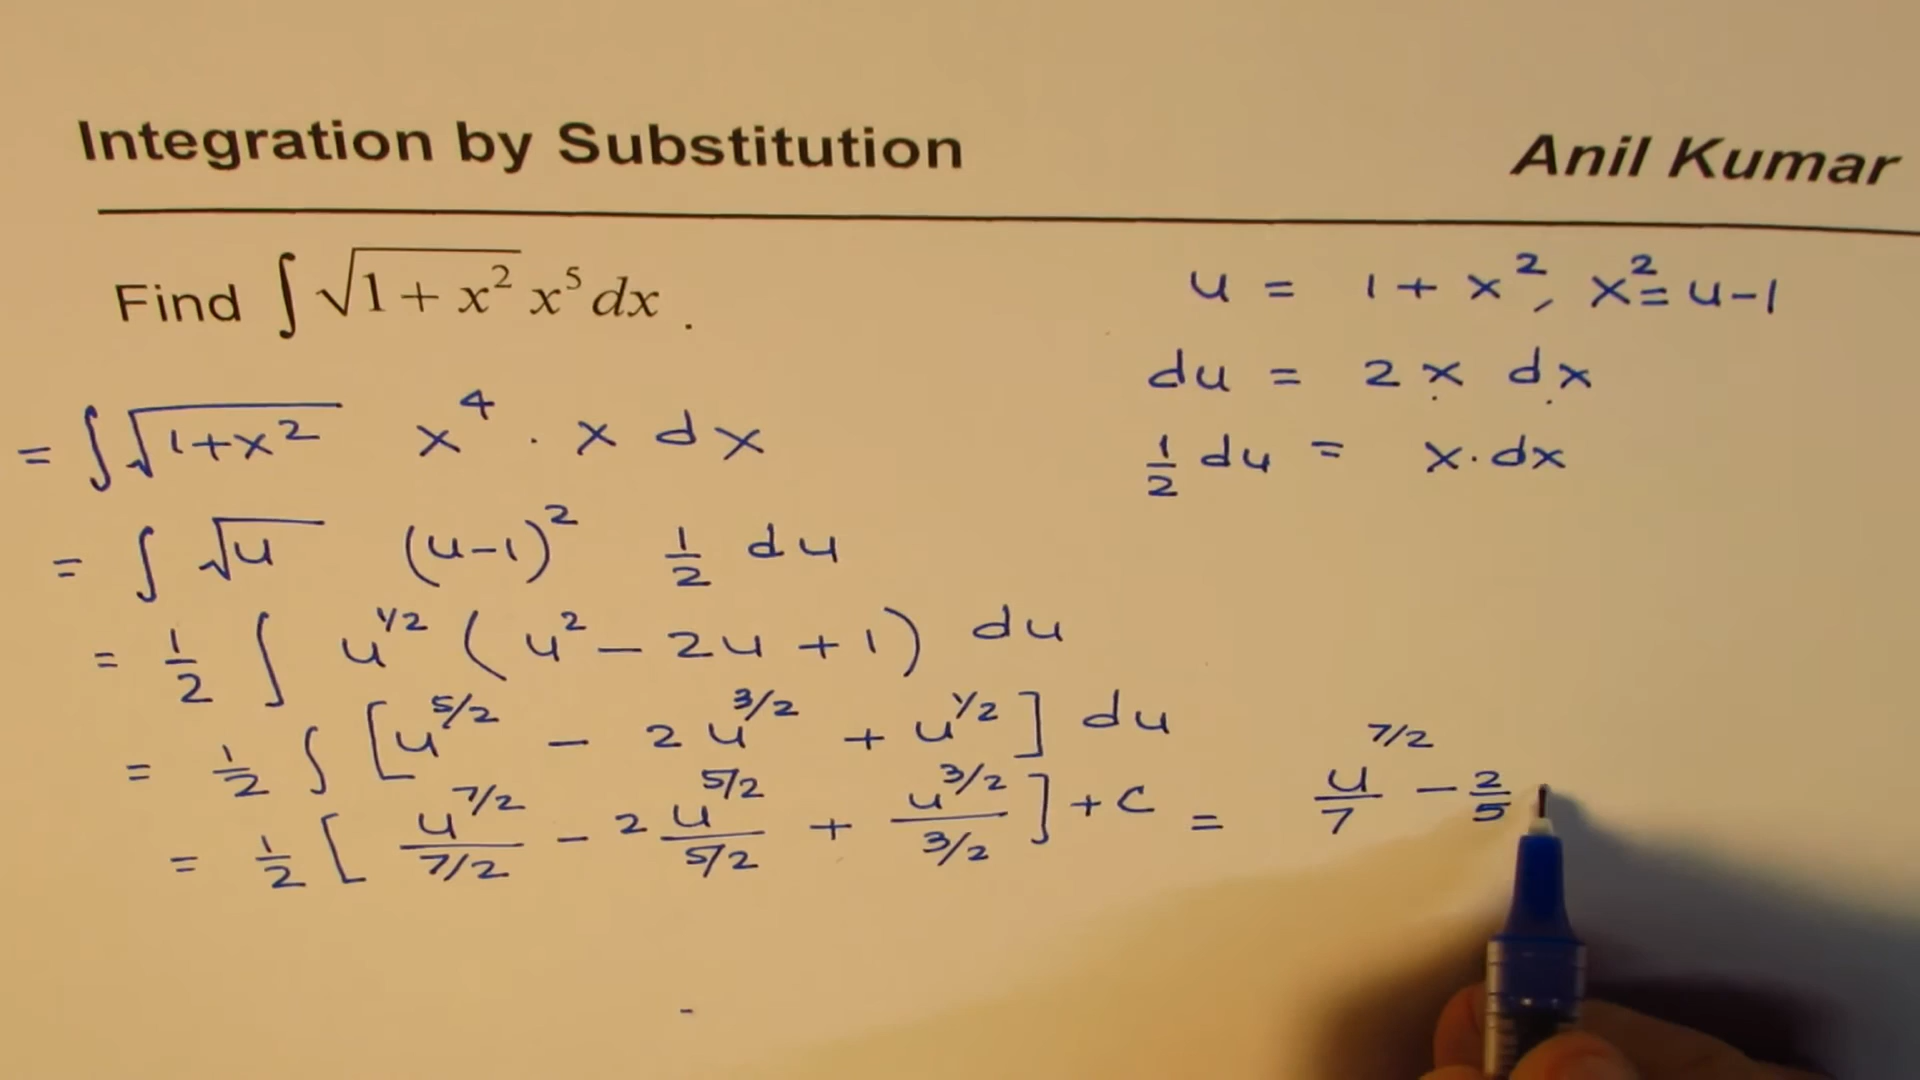 Integration by Substitution Anil Kumar
Find ∫ √(1 + x²) x⁵ dx .
u = 1 + x², x² = u - 1
du = 2x dx
½ du = x · dx
= ∫ √(1+x²) x⁴ · x dx
= ∫ √u (u-1)² ½ du
= ½ ∫ u^1/2 ( u² - 2u + 1) du
= ½ ∫ [u^5/2 - 2u^3/2 + u^1/2] du
= ½ [ u^7/2 / 7/2 - 2 u^5/2 / 5/2 + u^3/2 / 3/2 ] + C = u^7/2 / 7 - 2/5